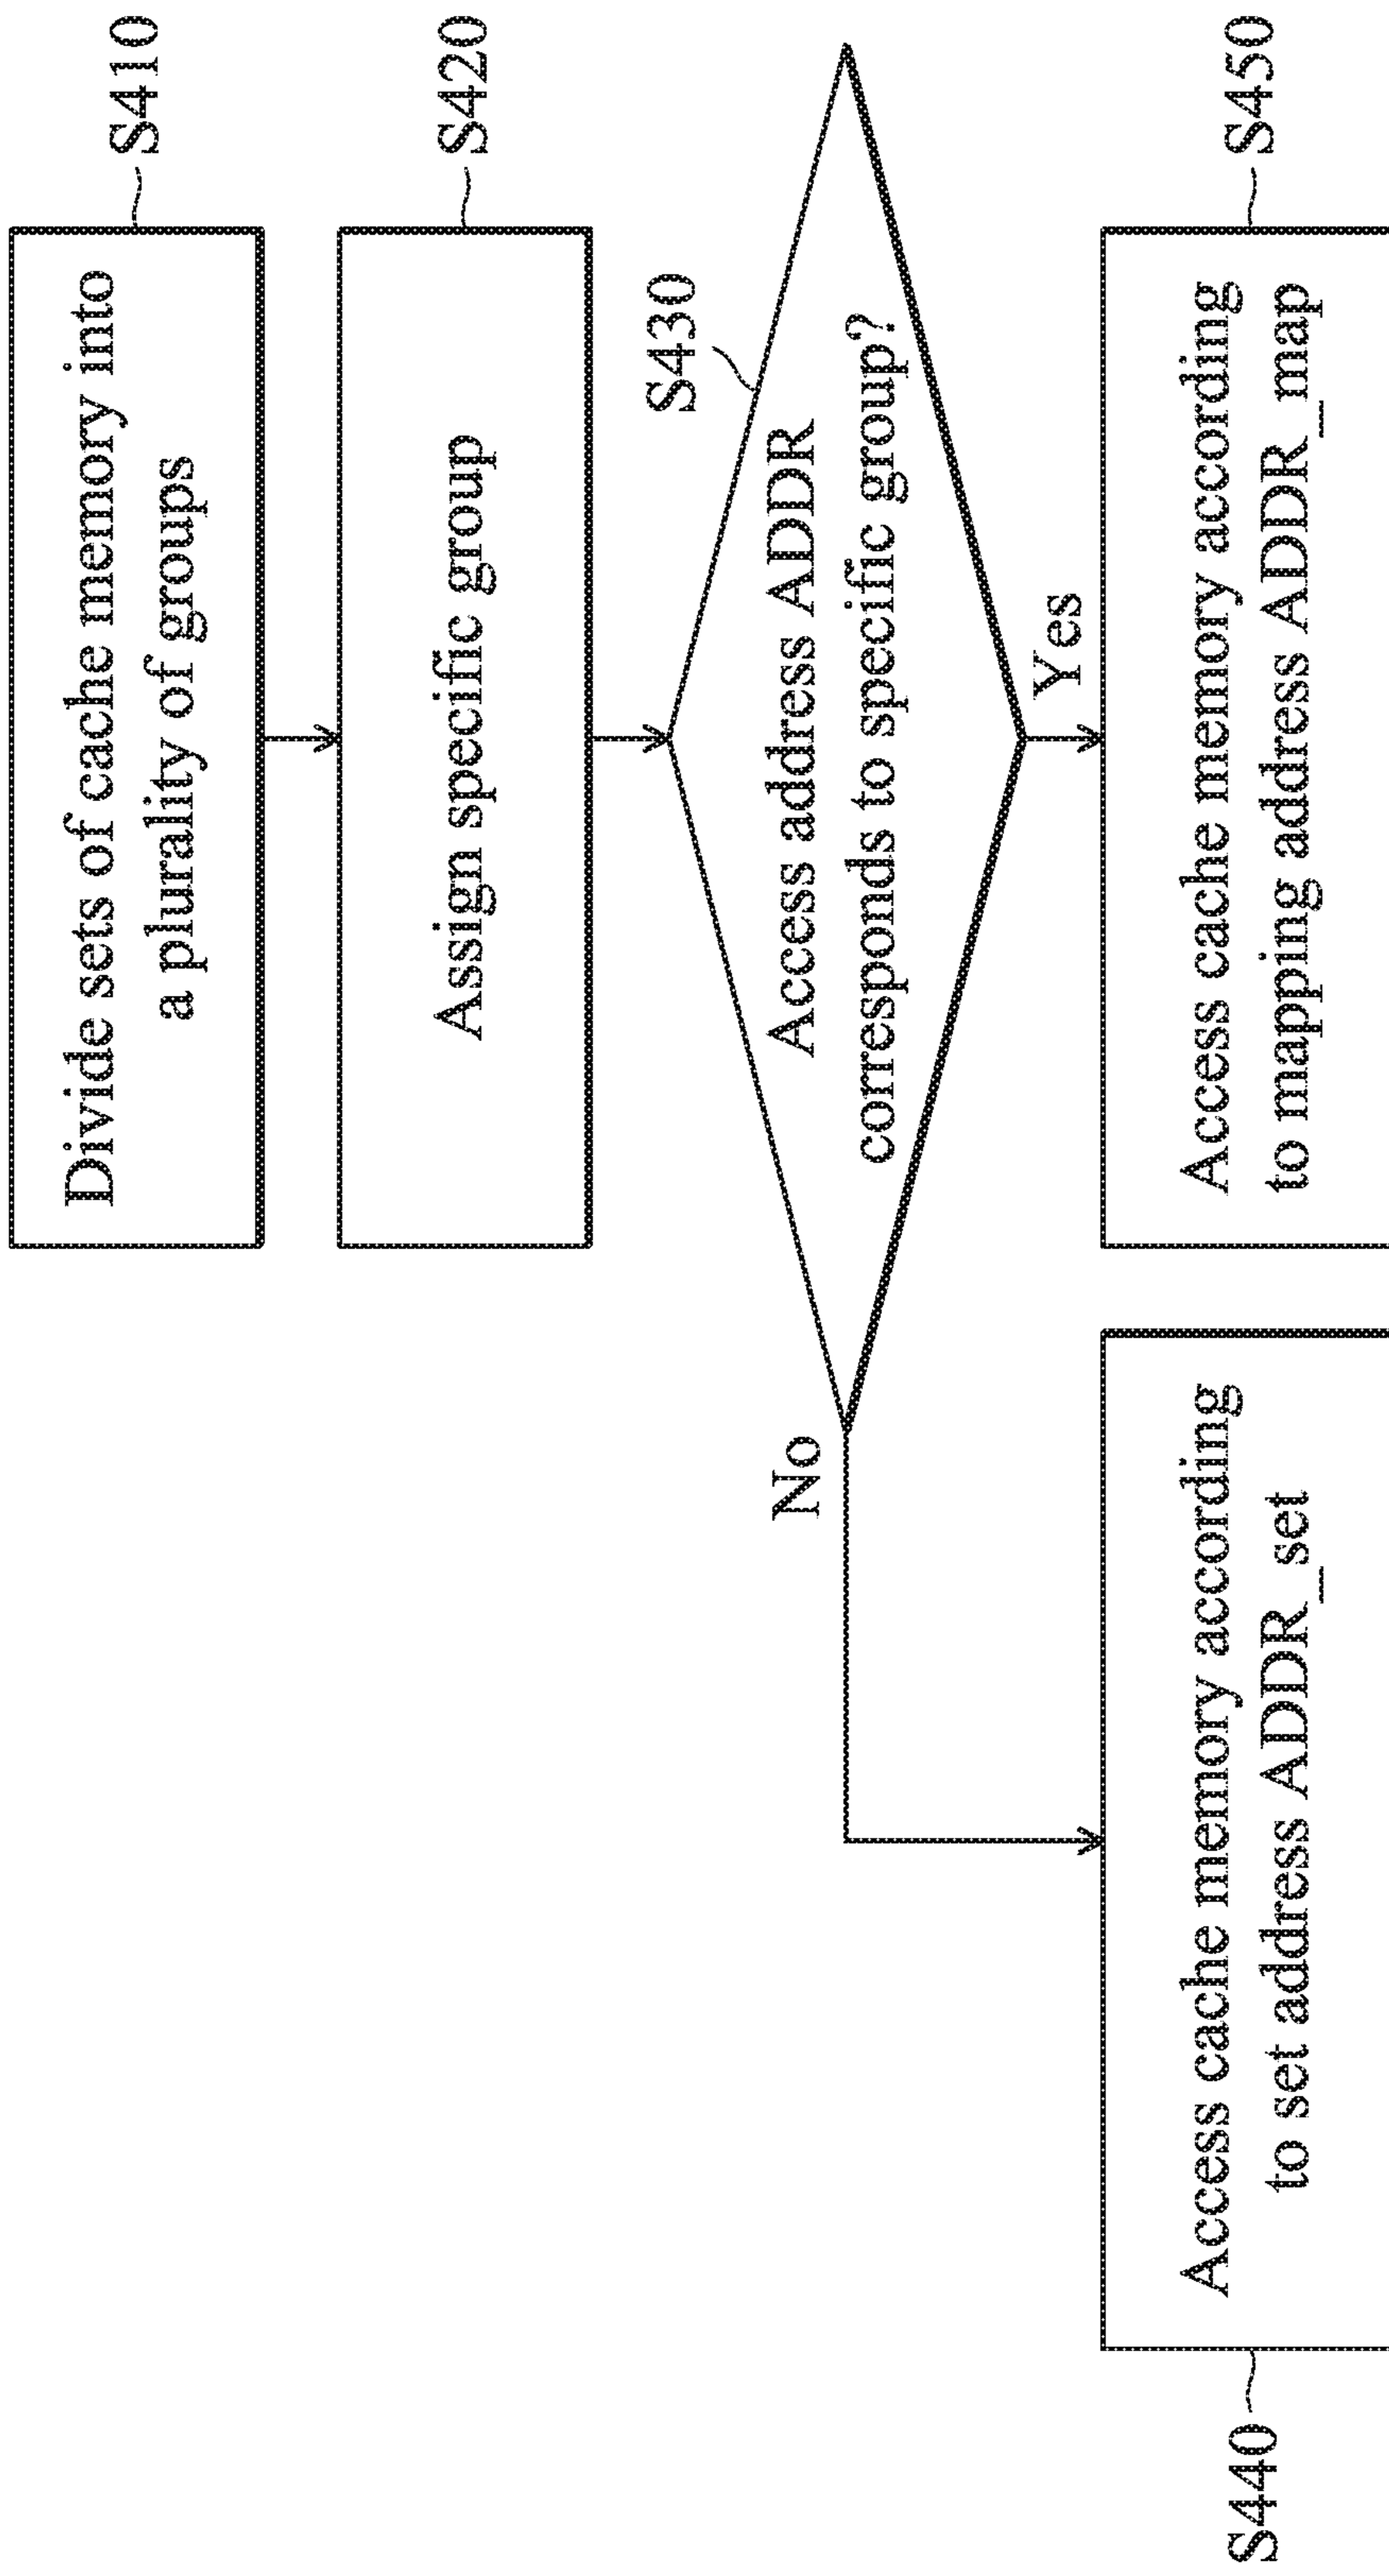 Divide sets of cache memory into
a plurality of groups
S410
Assign specific group
S420
S430
Access address ADDR
corresponds to specific group?
No
Yes
Access cache memory according
to set address ADDR_set
S440
Access cache memory according
to mapping address ADDR_map
S450